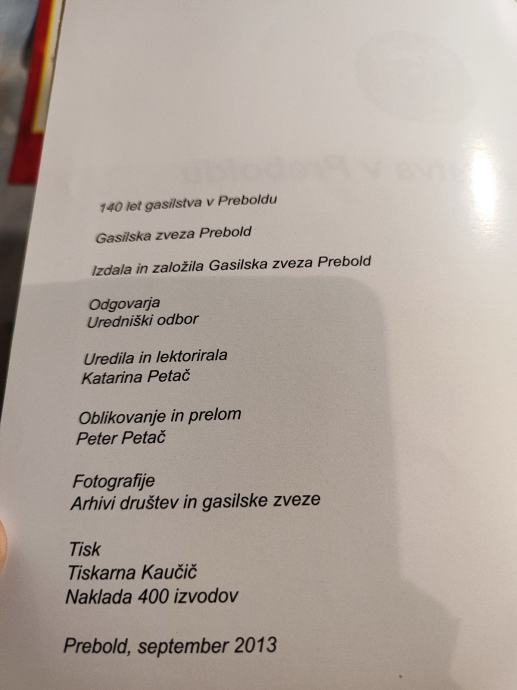 140 let gasilstva v Preboldu
Gasilska zveza Prebold
Izdala in založila Gasilska zveza Prebold
Odgovarja
Uredniški odbor
Uredila in lektorirala
Katarina Petač
Oblikovanje in prelom
Peter Petač
Fotografije
Arhivi društev in gasilske zveze
Tisk
Tiskarna Kaučič
Naklada 400 izvodov
Prebold, september 2013